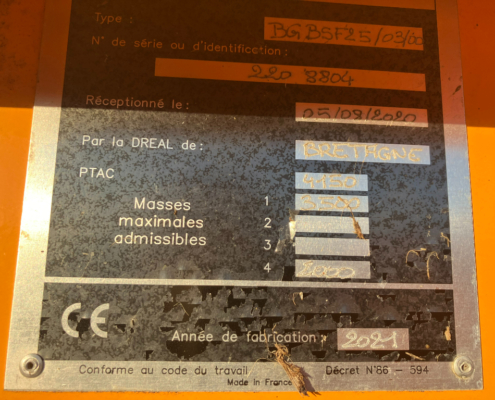 Type : BGBSF25/03/00
N° de série ou d'identification :
220 8804
Réceptionné le : 05/08/2020
Par la DREAL de : BRETAGNE
PTAC 4150
Masses
maximales
admissibles
1
2
3
4
CE
Année de fabrication : 2021
Conforme au code du travail
Décret N°86 - 594
Made In France